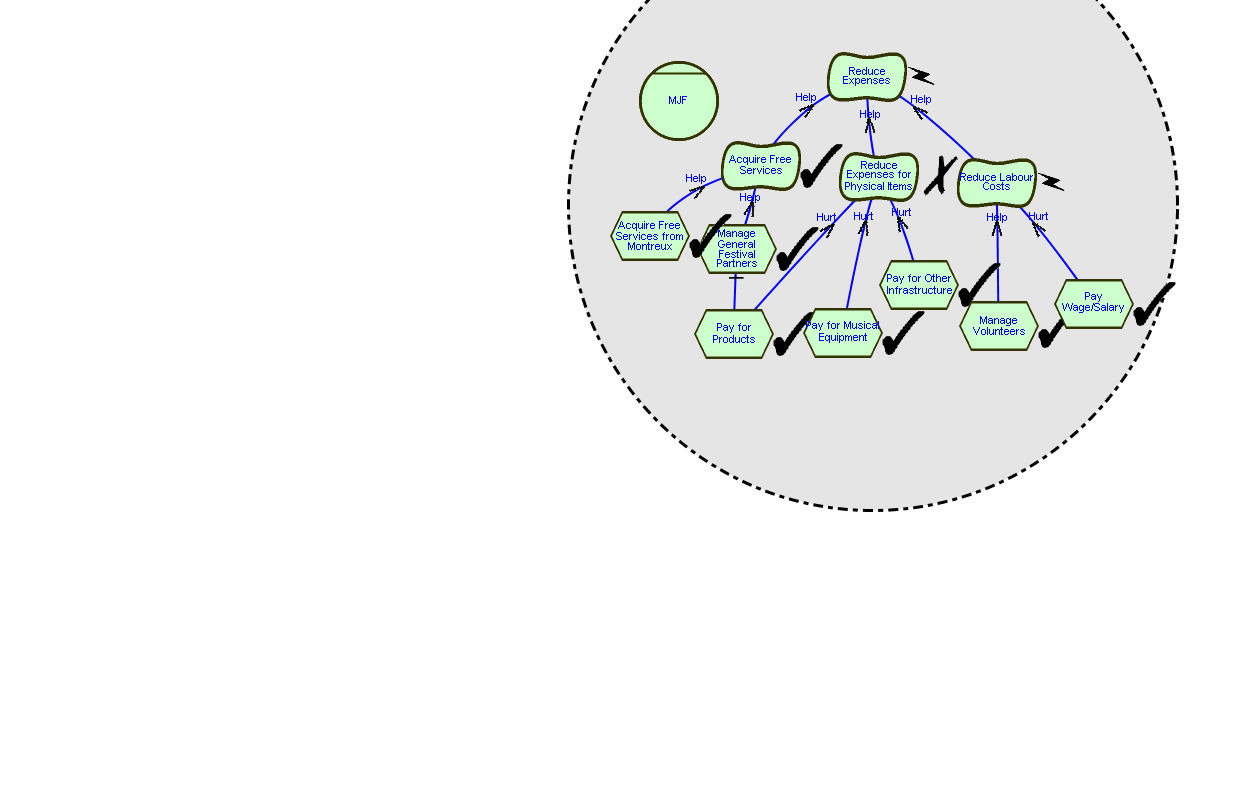 Reduce
Expenses
MJF
Help
Help
Help
Acquire Free
Services
Reduce
Expenses for
Physical Items
Reduce Labour
Costs
Help
Help
Hurt
Hurt
Hurt
Help
Hurt
Acquire Free
Services from
Montreux
Manage
General
Festival
Partners
Pay for Other
Infrastructure
Pay
Wage/Salary
Pay for
Products
Pay for Musical
Equipment
Manage
Volunteers